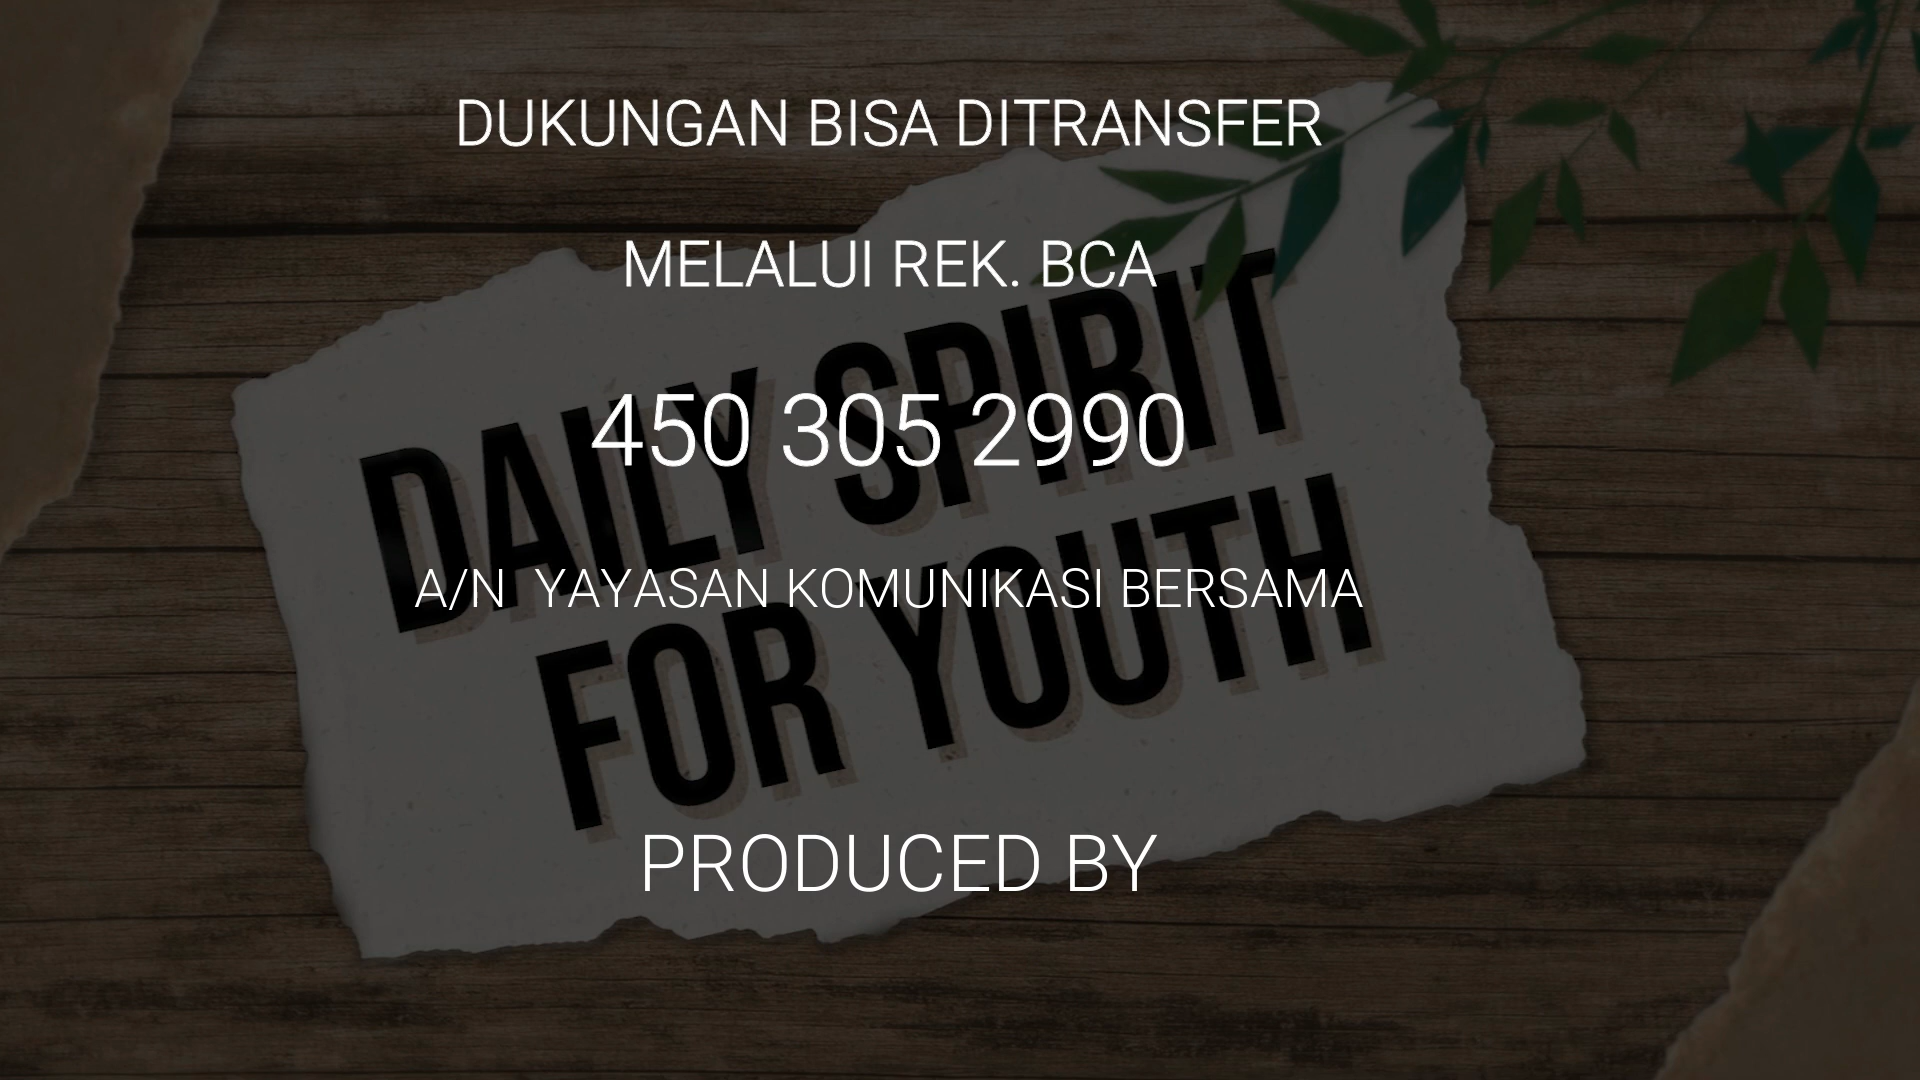 DUKUNGAN BISA DITRANSFER
MELALUI REK. BCA
450 305 2990
A/N YAYASAN KOMUNIKASI BERSAMA
PRODUCED BY
DAILY SPIRIT
FOR YOUTH